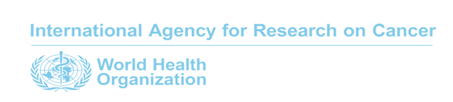 International Agency for Research on Cancer
World Health
Organization